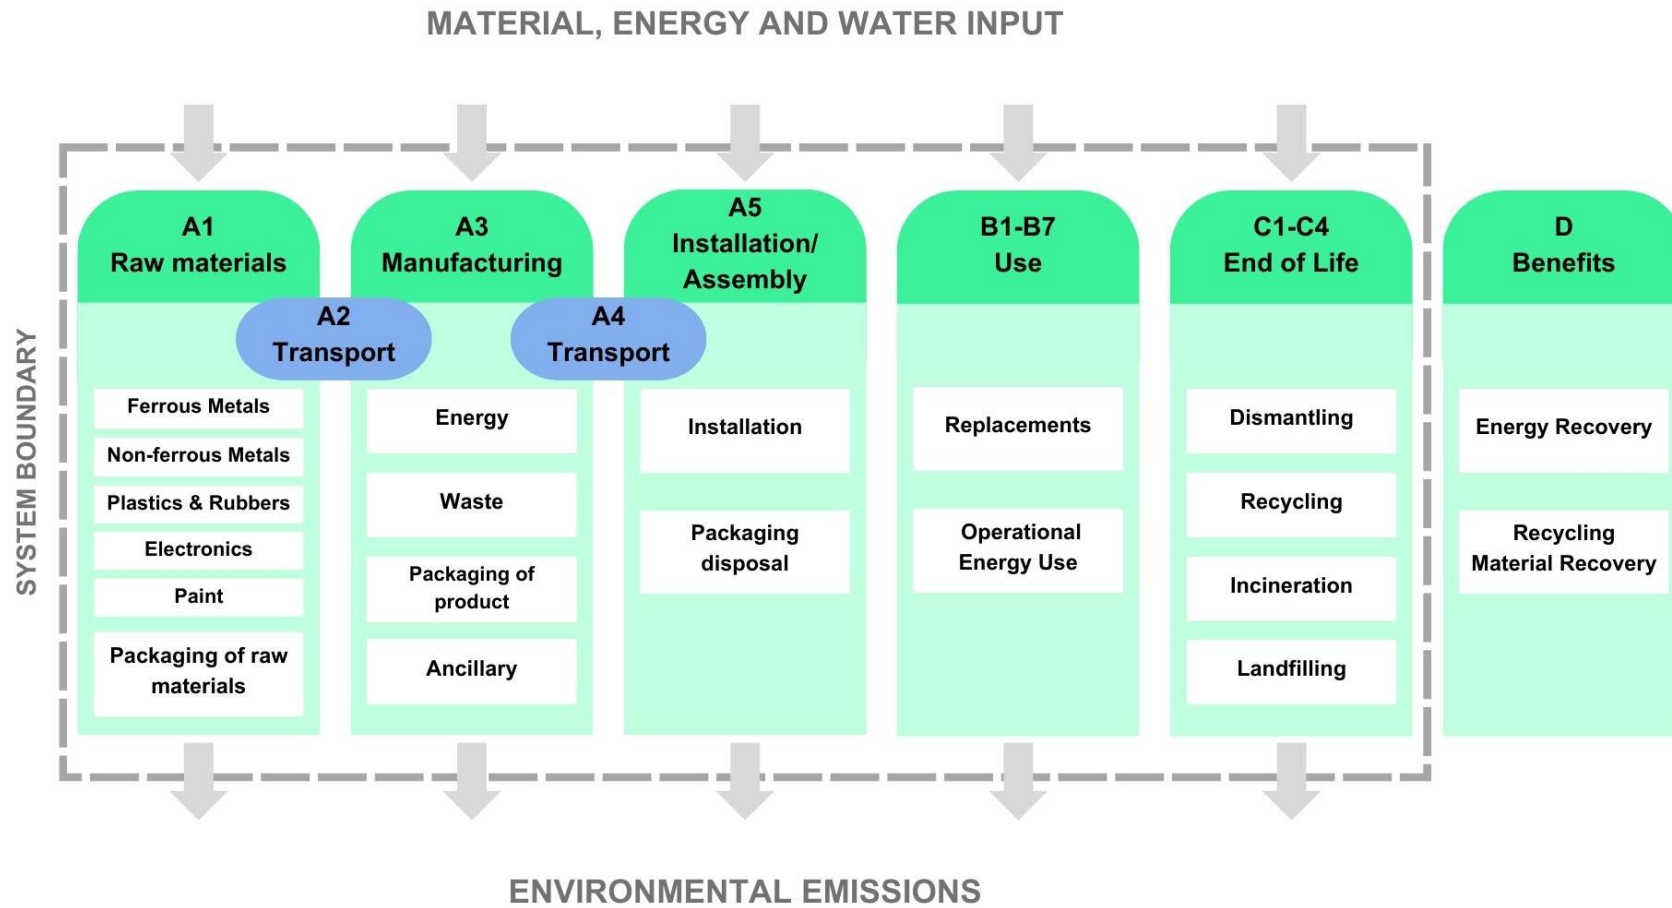 MATERIAL, ENERGY AND WATER INPUT
SYSTEM BOUNDARY
A1
Raw materials
A2
Transport
Ferrous Metals
Non-ferrous Metals
Plastics & Rubbers
Electronics
Paint
Packaging of raw
materials
A3
Manufacturing
A4
Transport
Energy
Waste
Packaging of
product
Ancillary
A5
Installation/
Assembly
Installation
Packaging
disposal
B1-B7
Use
Replacements
Operational
Energy Use
C1-C4
End of Life
Dismantling
Recycling
Incineration
Landfilling
D
Benefits
Energy Recovery
Recycling
Material Recovery
ENVIRONMENTAL EMISSIONS